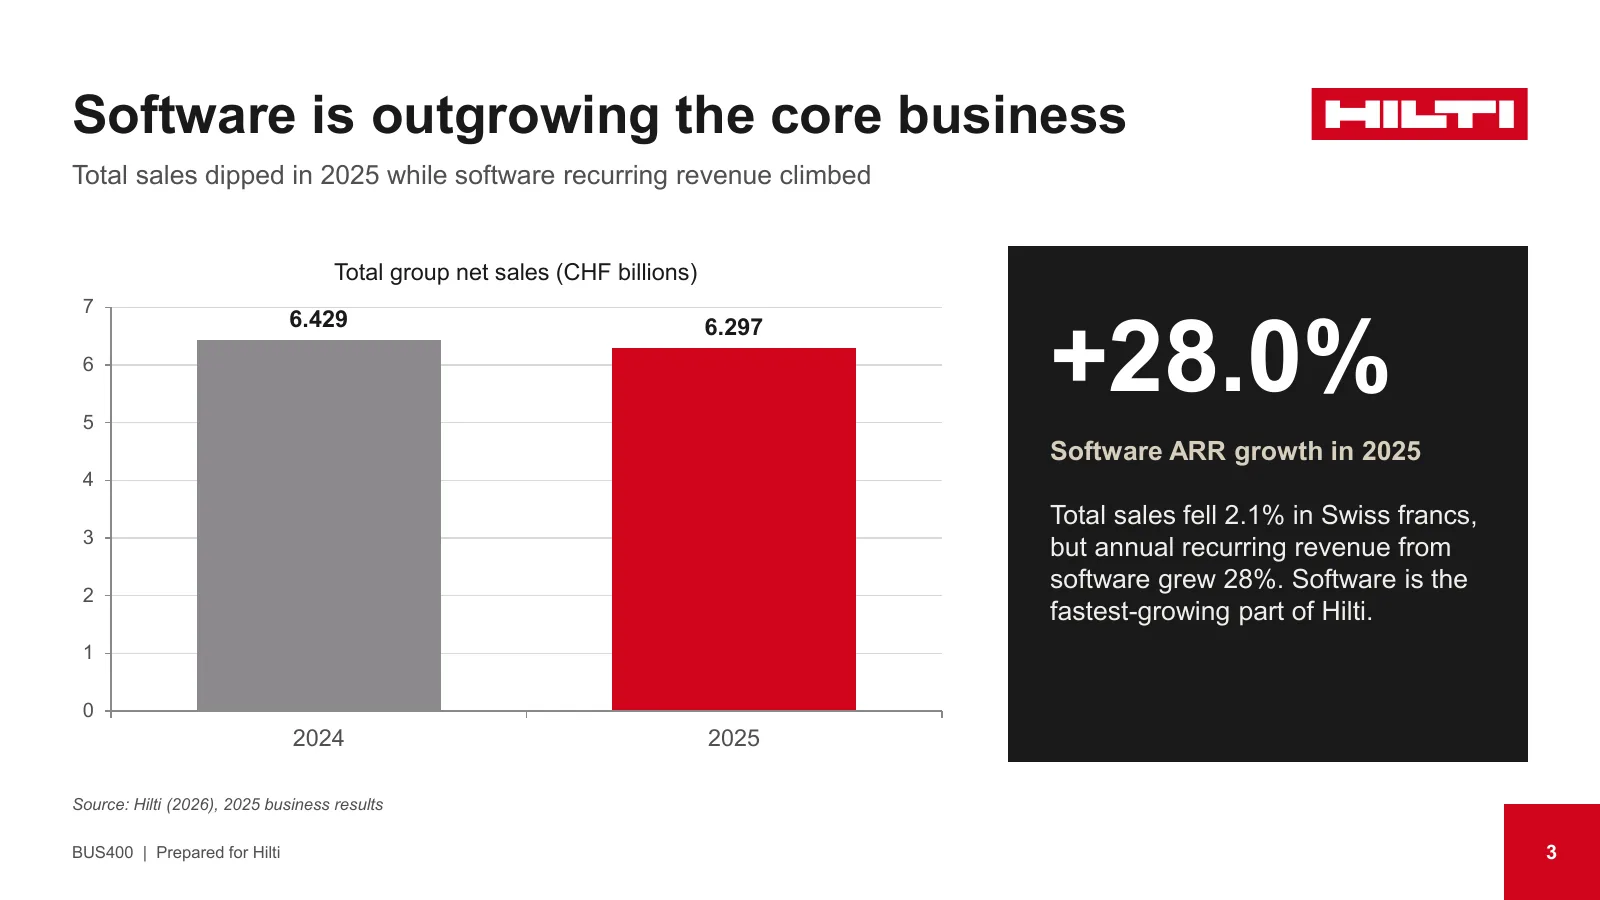 Software is outgrowing the core business
HILTI
Total sales dipped in 2025 while software recurring revenue climbed
Total group net sales (CHF billions)
7
6
5
4
3
2
1
0
6.429
6.297
2024
2025
+28.0%
Software ARR growth in 2025
Total sales fell 2.1% in Swiss francs,
but annual recurring revenue from
software grew 28%. Software is the
fastest-growing part of Hilti.
Source: Hilti (2026), 2025 business results
BUS400 | Prepared for Hilti
3